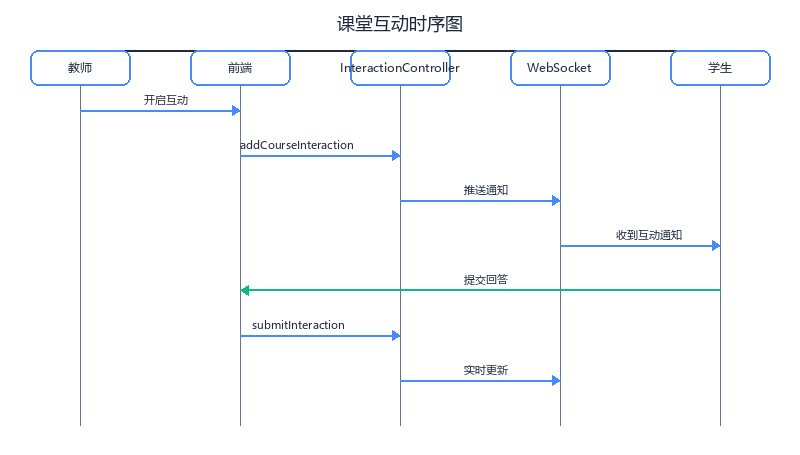 课堂互动时序图
教师
前端
InteractionController
WebSocket
学生
开启互动
addCourseInteraction
推送通知
收到互动通知
提交回答
submitInteraction
实时更新